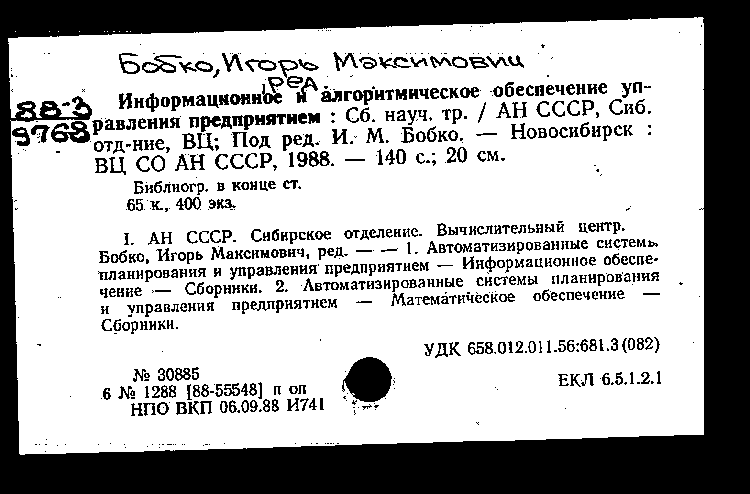 Бобко, Игорь Максимович
, ред.
88-3
9768
Информационное и алгоритмическое обеспечение уп-
равления предприятием : Сб. науч. тр. / АН СССР, Сиб.
отд-ние, ВЦ; Под ред. И. М. Бобко. — Новосибирск :
ВЦ СО АН СССР, 1988. — 140 с.; 20 см.
Библиогр. в конце ст.
65 к., 400 экз.
I. АН СССР. Сибирское отделение. Вычислительный центр.
Бобко, Игорь Максимович, ред. — — 1. Автоматизированные системы
планирования и управления предприятием — Информационное обеспе-
чение — Сборники. 2. Автоматизированные системы планирования
и управления предприятием — Математическое обеспечение —
Сборники.
УДК 658.012.011.56:681.3(082)
№ 30885
6 № 1288 [88-55548] п оп
НПО ВКП 06.09.88 И741
ЕКЛ 6.5.1.2.1